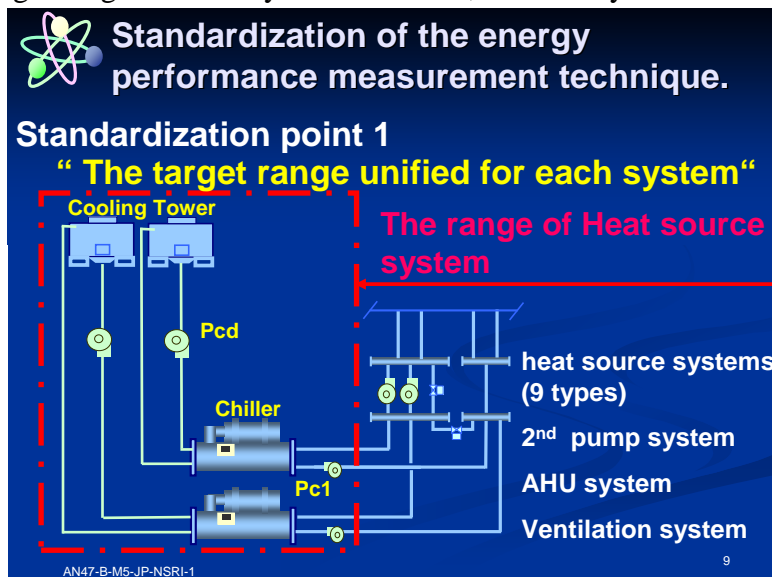 Standardization of the energy
performance measurement technique.
Standardization point 1
“ The target range unified for each system“
Cooling Tower
The range of Heat source
system
Pcd
Chiller
Pc1
heat source systems
(9 types)
2nd pump system
AHU system
Ventilation system
AN47-B-M5-JP-NSRI-1
9